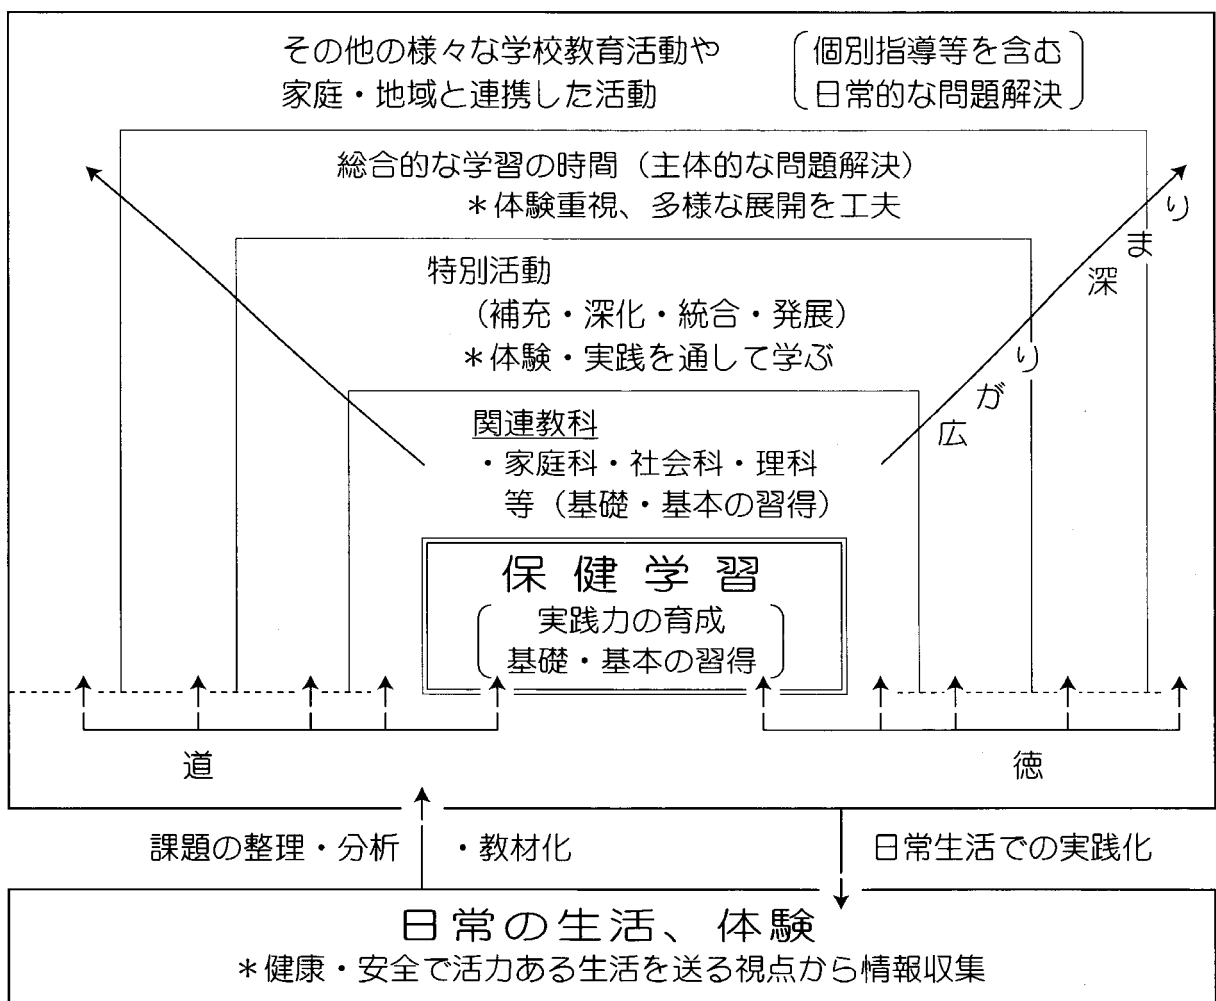 その他の様々な学校教育活動や
家庭・地域と連携した活動
個別指導等を含む
日常的な問題解決
総合的な学習の時間（主体的な問題解決）
＊体験重視、多様な展開を工夫
特別活動
（補充・深化・統合・発展）
＊体験・実践を通して学ぶ
関連教科
・家庭科・社会科・理科
等（基礎・基本の習得）
広がり
深まり
保健学習
実践力の育成
基礎・基本の習得
道徳
課題の整理・分析・教材化
日常生活での実践化
日常の生活、体験
＊健康・安全で活力ある生活を送る視点から情報収集